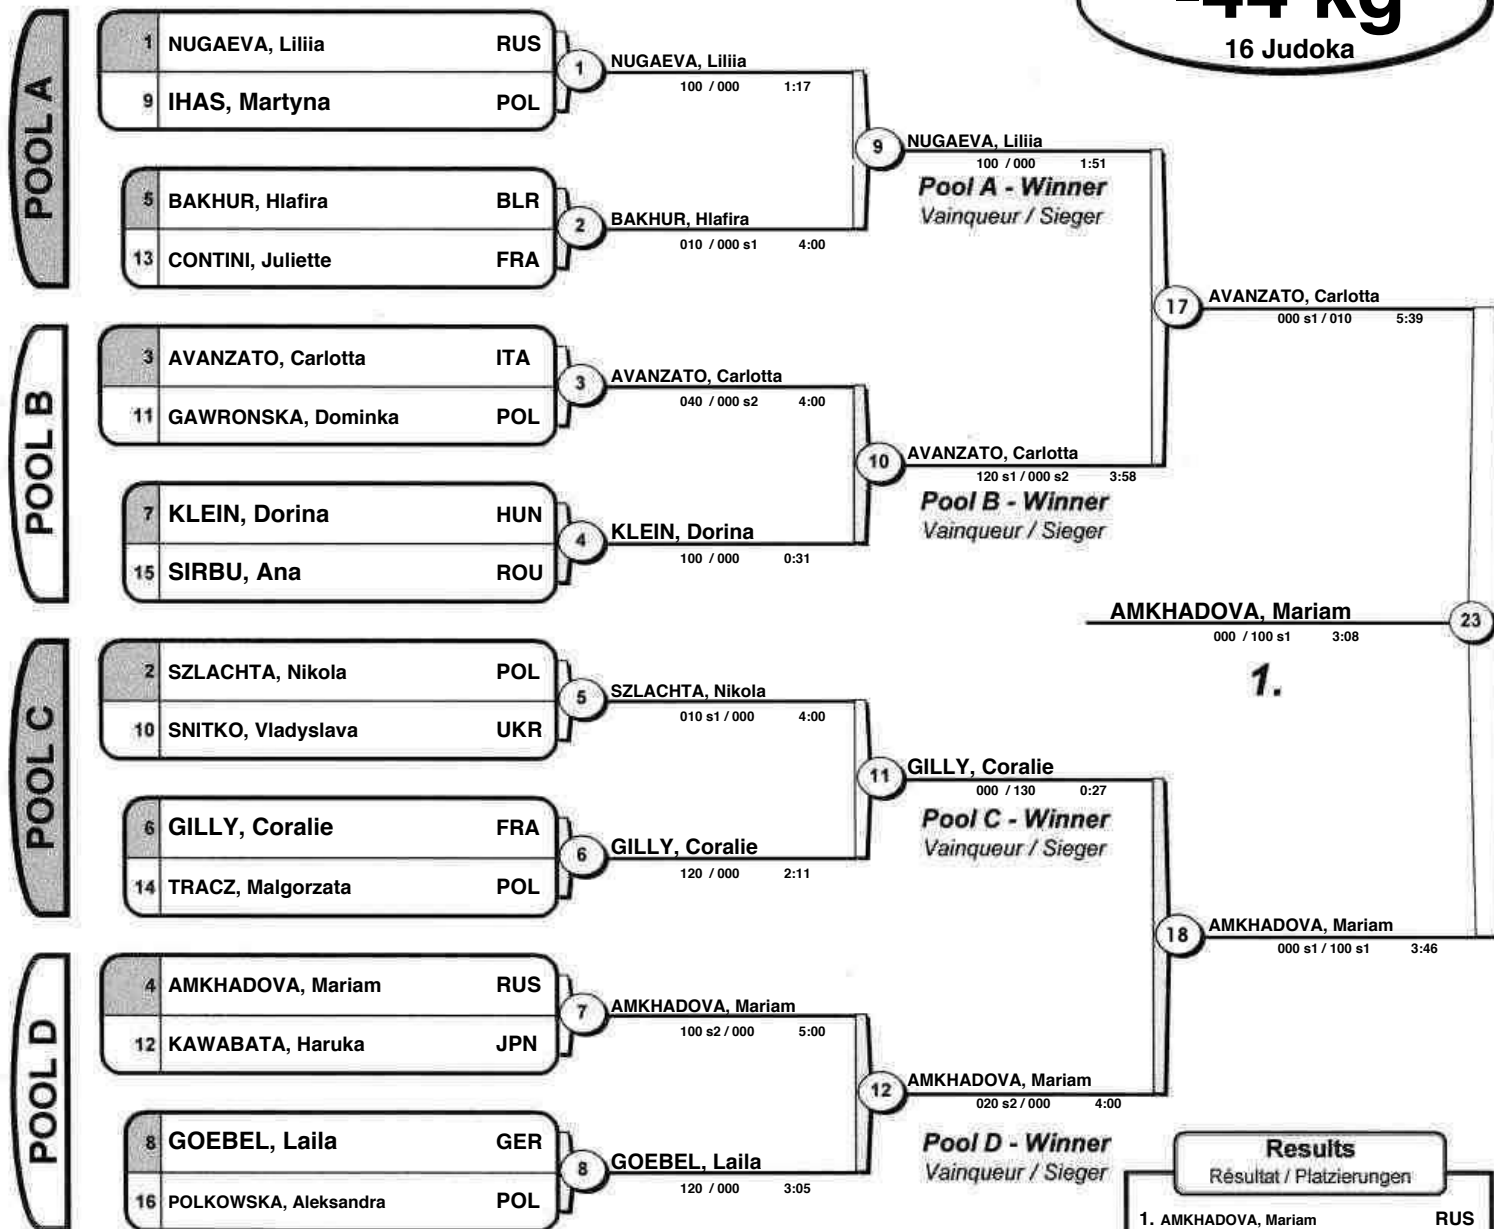 -44 kg
16 Judoka
POOL A
1 NUGAEVA, Liliia RUS
9 IHAS, Martyna POL
5 BAKHUR, Hlafira BLR
13 CONTINI, Juliette FRA
1 NUGAEVA, Liliia
100 / 000 1:17
2 BAKHUR, Hlafira
010 / 000 s1 4:00
9 NUGAEVA, Liliia
100 / 000 1:51
Pool A - Winner
Vainqueur / Sieger
POOL B
3 AVANZATO, Carlotta ITA
11 GAWRONSKA, Dominka POL
7 KLEIN, Dorina HUN
15 SIRBU, Ana ROU
3 AVANZATO, Carlotta
040 / 000 s2 4:00
4 KLEIN, Dorina
100 / 000 0:31
10 AVANZATO, Carlotta
120 s1 / 000 s2 3:58
Pool B - Winner
Vainqueur / Sieger
17 AVANZATO, Carlotta
000 s1 / 010 5:39
AMKHADOVA, Mariam 23
000 / 100 s1 3:08
1.
POOL C
2 SZLACHTA, Nikola POL
10 SNITKO, Vladyslava UKR
6 GILLY, Coralie FRA
14 TRACZ, Malgorzata POL
5 SZLACHTA, Nikola
010 s1 / 000 4:00
6 GILLY, Coralie
120 / 000 2:11
11 GILLY, Coralie
000 / 130 0:27
Pool C - Winner
Vainqueur / Sieger
18 AMKHADOVA, Mariam
000 s1 / 100 s1 3:46
POOL D
4 AMKHADOVA, Mariam RUS
12 KAWABATA, Haruka JPN
8 GOEBEL, Laila GER
16 POLKOWSKA, Aleksandra POL
7 AMKHADOVA, Mariam
100 s2 / 000 5:00
8 GOEBEL, Laila
120 / 000 3:05
12 AMKHADOVA, Mariam
020 s2 / 000 4:00
Pool D - Winner
Vainqueur / Sieger
Results
Résultat / Platzierungen
1. AMKHADOVA, Mariam RUS